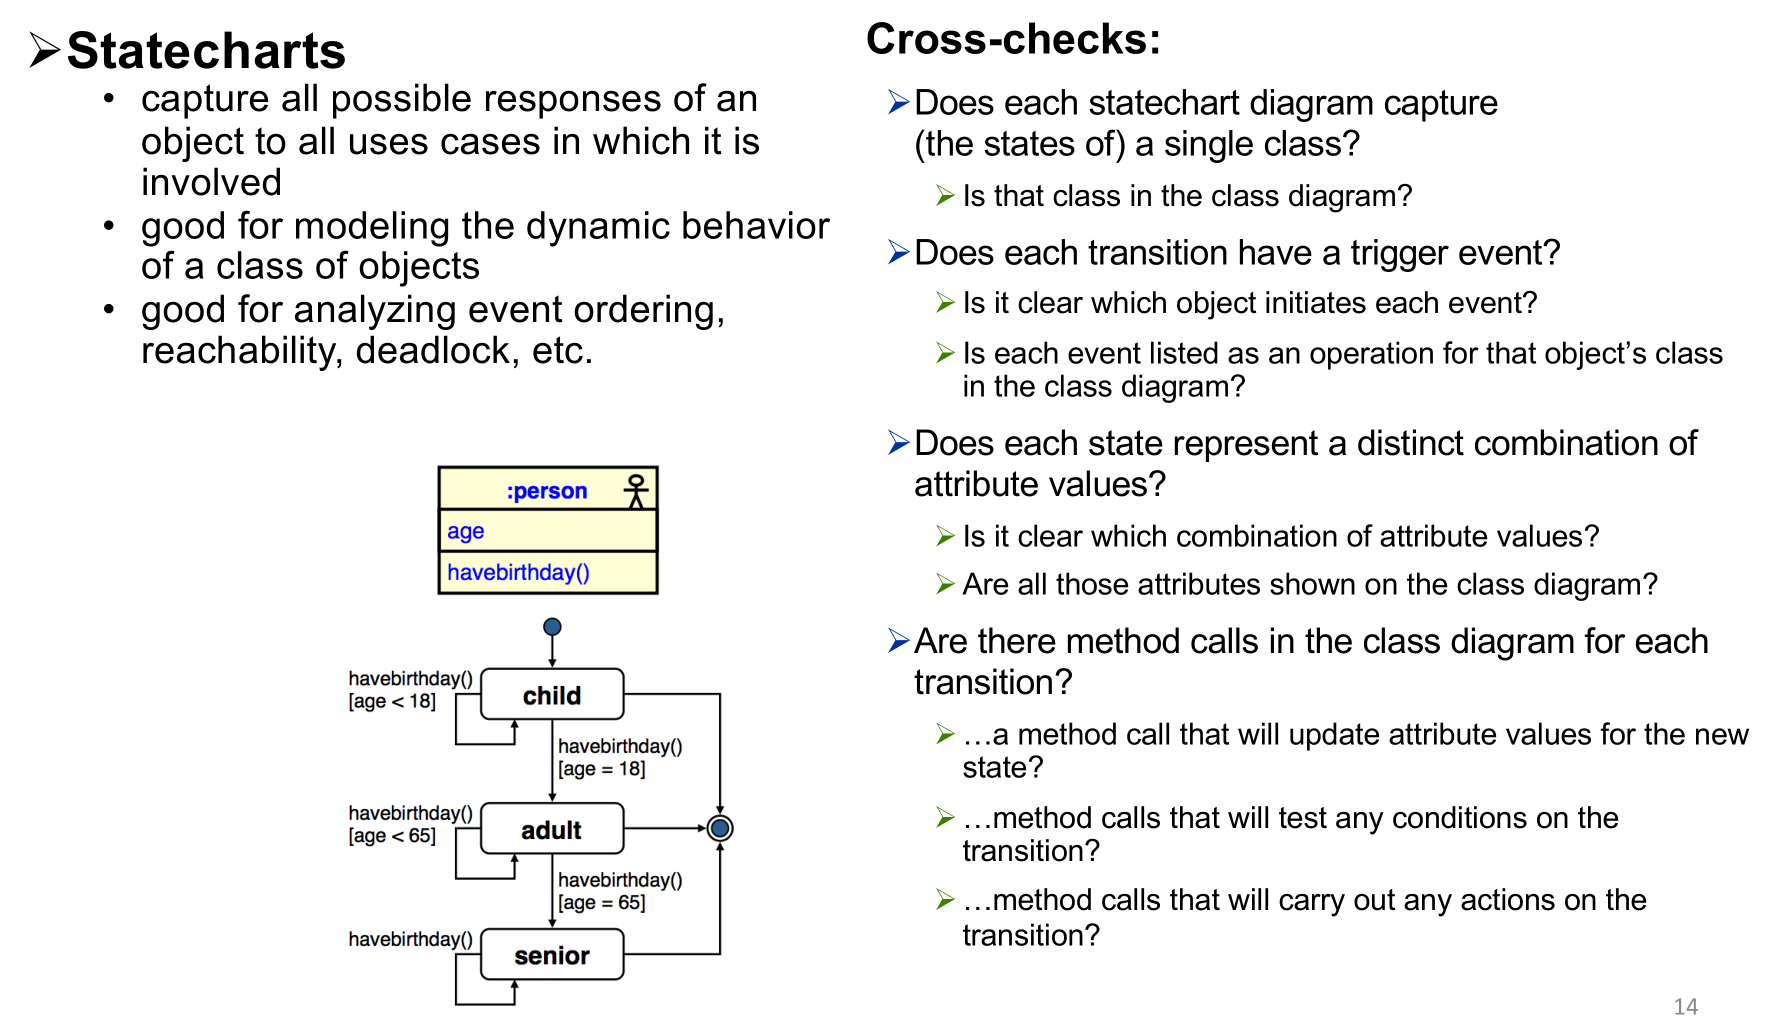 Statecharts
• capture all possible responses of an
object to all uses cases in which it is
involved
• good for modeling the dynamic behavior
of a class of objects
• good for analyzing event ordering,
reachability, deadlock, etc.
:person
age
havebirthday()
havebirthday()
[age < 18]
child
havebirthday()
[age = 18]
havebirthday()
[age < 65]
adult
havebirthday()
[age = 65]
havebirthday()
senior
Cross-checks:
Does each statechart diagram capture
(the states of) a single class?
Is that class in the class diagram?
Does each transition have a trigger event?
Is it clear which object initiates each event?
Is each event listed as an operation for that object’s class
in the class diagram?
Does each state represent a distinct combination of
attribute values?
Is it clear which combination of attribute values?
Are all those attributes shown on the class diagram?
Are there method calls in the class diagram for each
transition?
…a method call that will update attribute values for the new
state?
…method calls that will test any conditions on the
transition?
…method calls that will carry out any actions on the
transition?
14